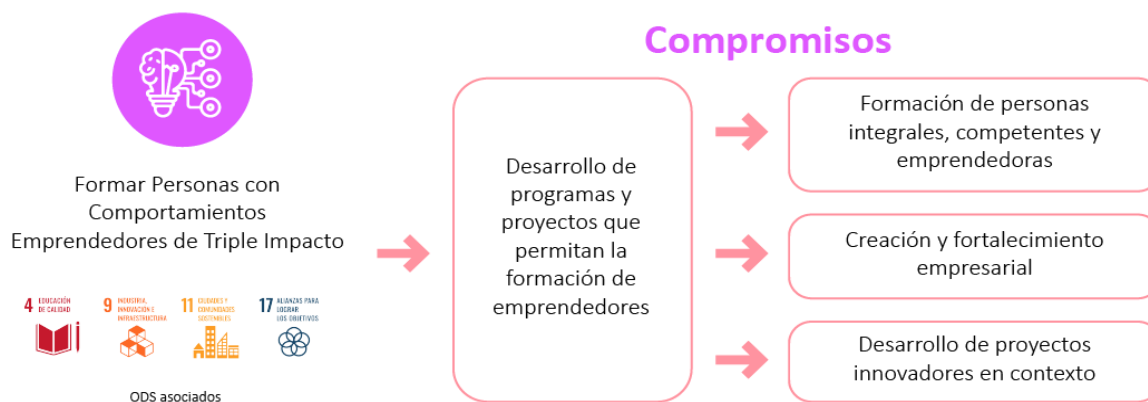 Compromisos
Formar Personas con
Comportamientos
Emprendedores de Triple Impacto
4 EDUCACIÓN
DE CALIDAD
9 INDUSTRIA,
INNOVACIÓN E
INFRAESTRUCTURA
11 CIUDADES Y
COMUNIDADES
SOSTENIBLES
17 ALIANZAS PARA
LOGRAR
LOS OBJETIVOS
ODS asociados
Desarrollo de
programas y
proyectos que
permitan la
formación de
emprendedores
Formación de personas
integrales, competentes y
emprendedoras
Creación y fortalecimiento
empresarial
Desarrollo de proyectos
innovadores en contexto